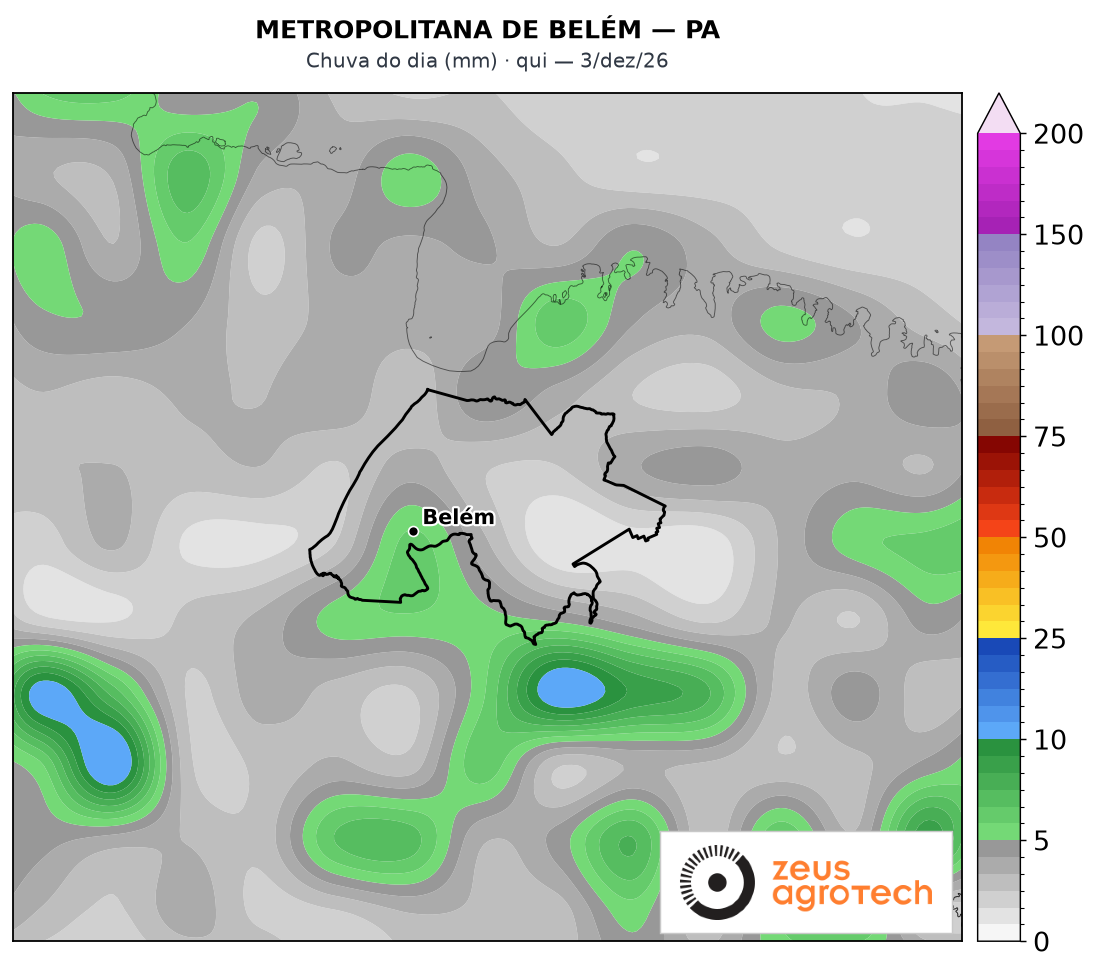 METROPOLITANA DE BELÉM — PA
Chuva do dia (mm) · qui — 3/dez/26
200
150
100
75
50
25
10
5
0
Belém
zeus
agroTech